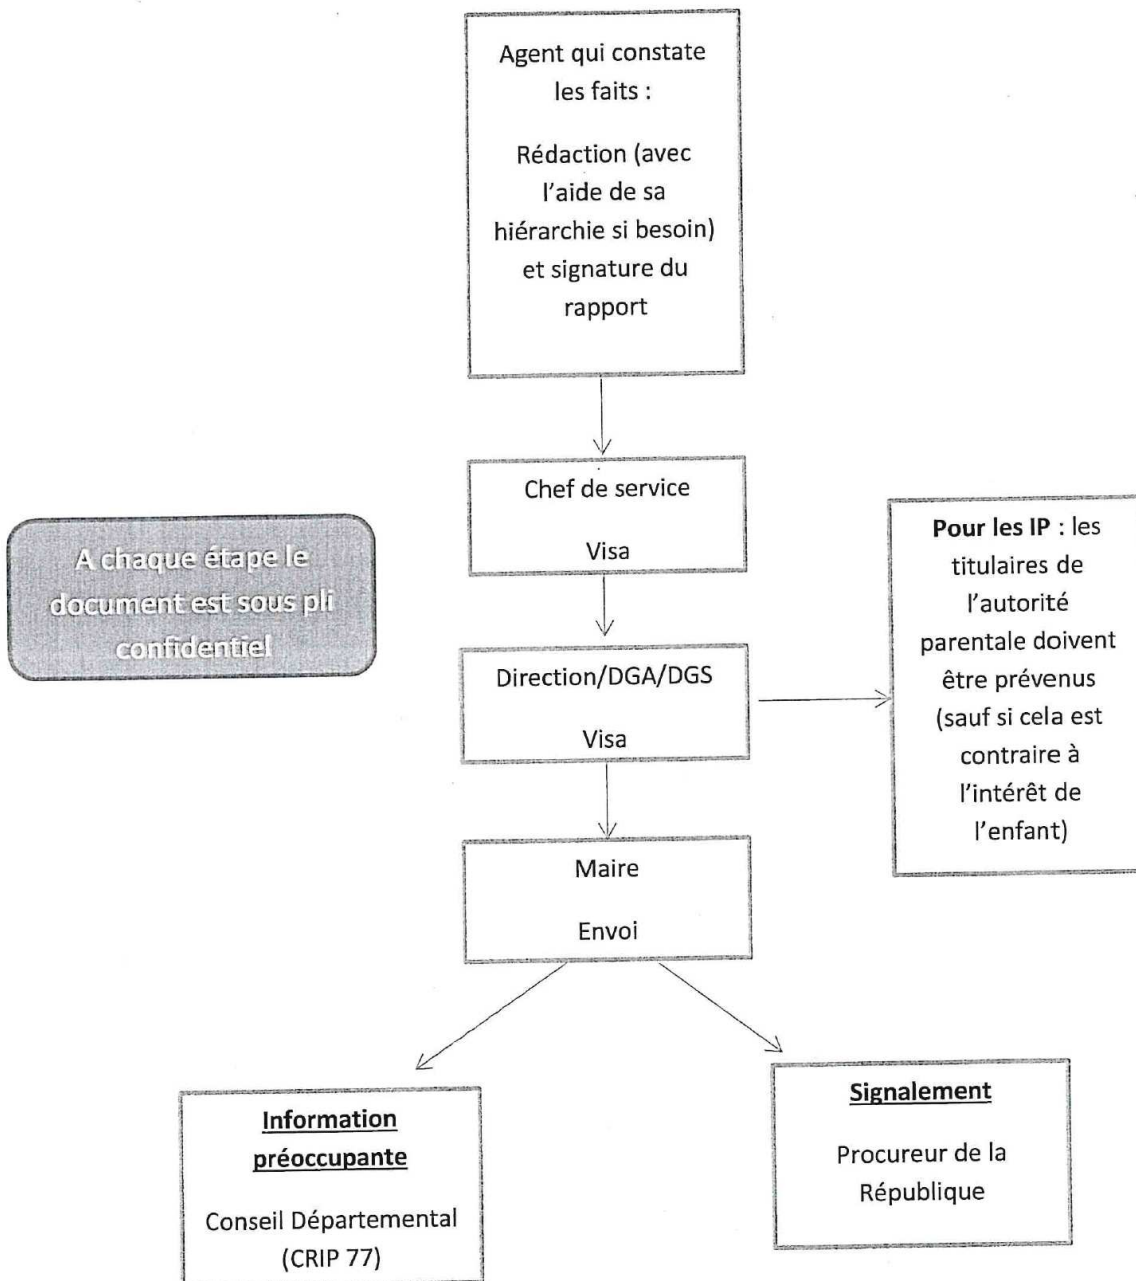 Agent qui constate
les faits :
Rédaction (avec
l'aide de sa
hiérarchie si besoin)
et signature du
rapport
Chef de service
Visa
A chaque étape le
document est sous pli
confidentiel
Direction/DGA/DGS
Visa
Pour les IP : les
titulaires de
l'autorité
parentale doivent
être prévenus
(sauf si cela est
contraire à
l'intérêt de
l'enfant)
Maire
Envoi
Information
préoccupante
Conseil Départemental
(CRIP 77)
Signalement
Procureur de la
République